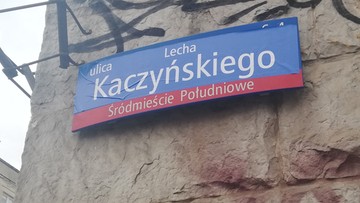 ulica Lecha
Kaczyńskiego
Śródmieście Południowe